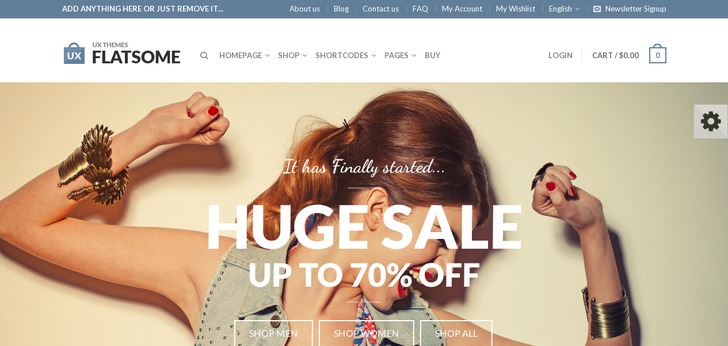 ADD ANYTHING HERE OR JUST REMOVE IT...
About us Blog Contact us FAQ My Account My Wishlist English Newsletter Signup
UX
UX THEMES
FLATSOME
HOMEPAGE SHOP SHORTCODES PAGES BUY
LOGIN CART / $0.00 0
It has Finally started...
HUGE SALE
UP TO 70% OFF
SHOP MEN SHOP WOMEN SHOP ALL